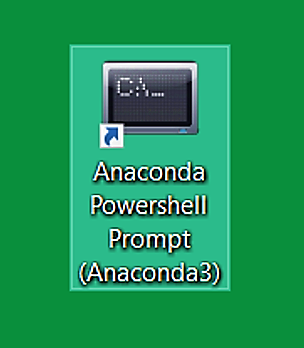 C:\_
Anaconda
Powershell
Prompt
(Anaconda3)